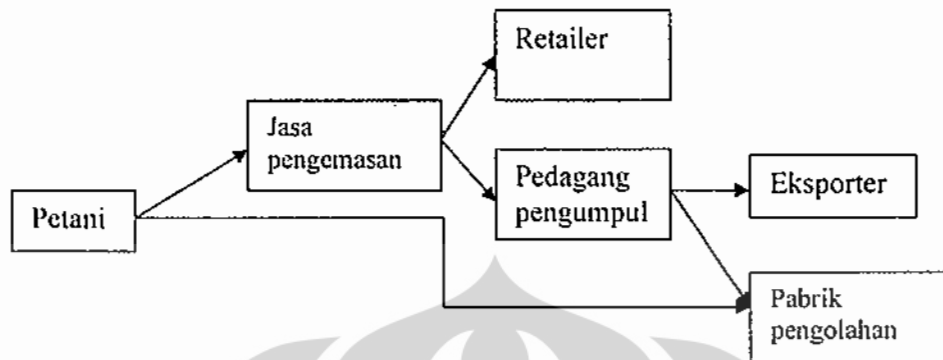 Retailer
Jasa
pengemasan
Pedagang
pengumpul
Eksporter
Petani
Pabrik
pengolahan